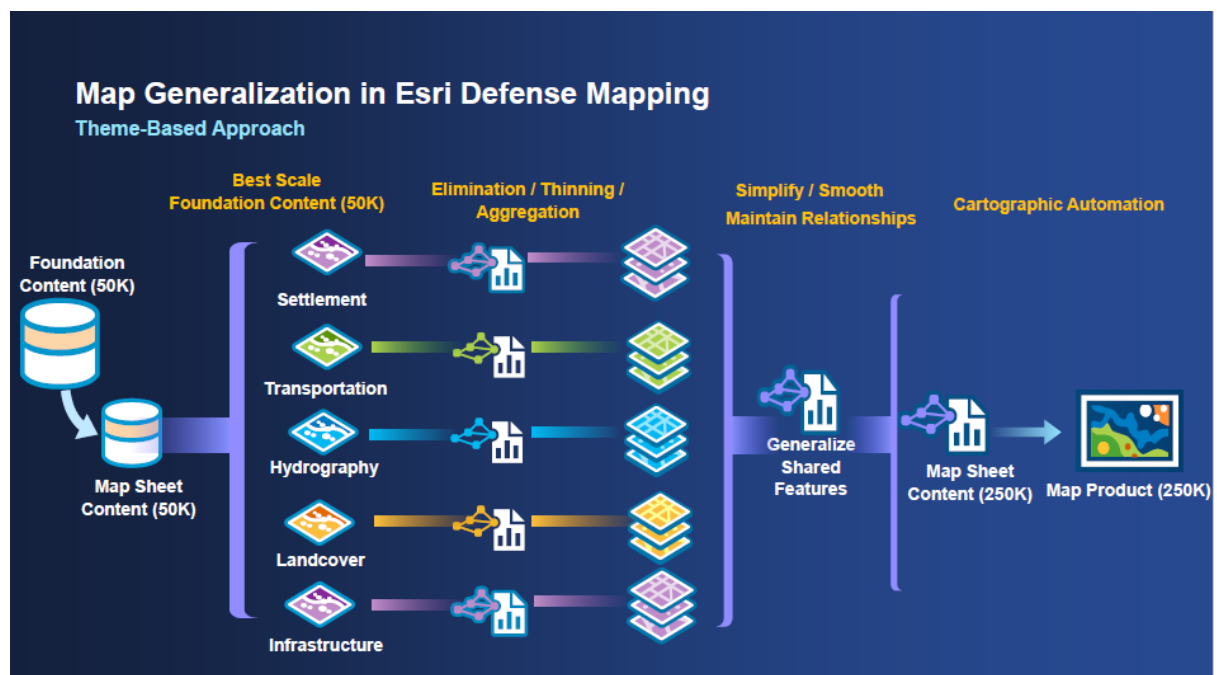 Map Generalization in Esri Defense Mapping
Theme-Based Approach
Best Scale
Foundation Content (50K)
Elimination / Thinning /
Aggregation
Simplify / Smooth
Maintain Relationships
Cartographic Automation
Foundation
Content (50K)
Map Sheet
Content (50K)
Settlement
Transportation
Hydrography
Landcover
Infrastructure
Generalize
Shared
Features
Map Sheet
Content (250K)
Map Product (250K)